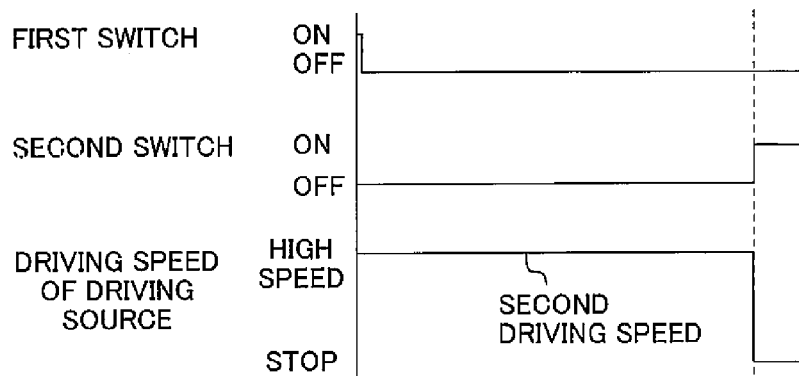 FIRST SWITCH ON
OFF
SECOND SWITCH ON
OFF
DRIVING SPEED
OF DRIVING
SOURCE
HIGH
SPEED
SECOND
DRIVING SPEED
STOP